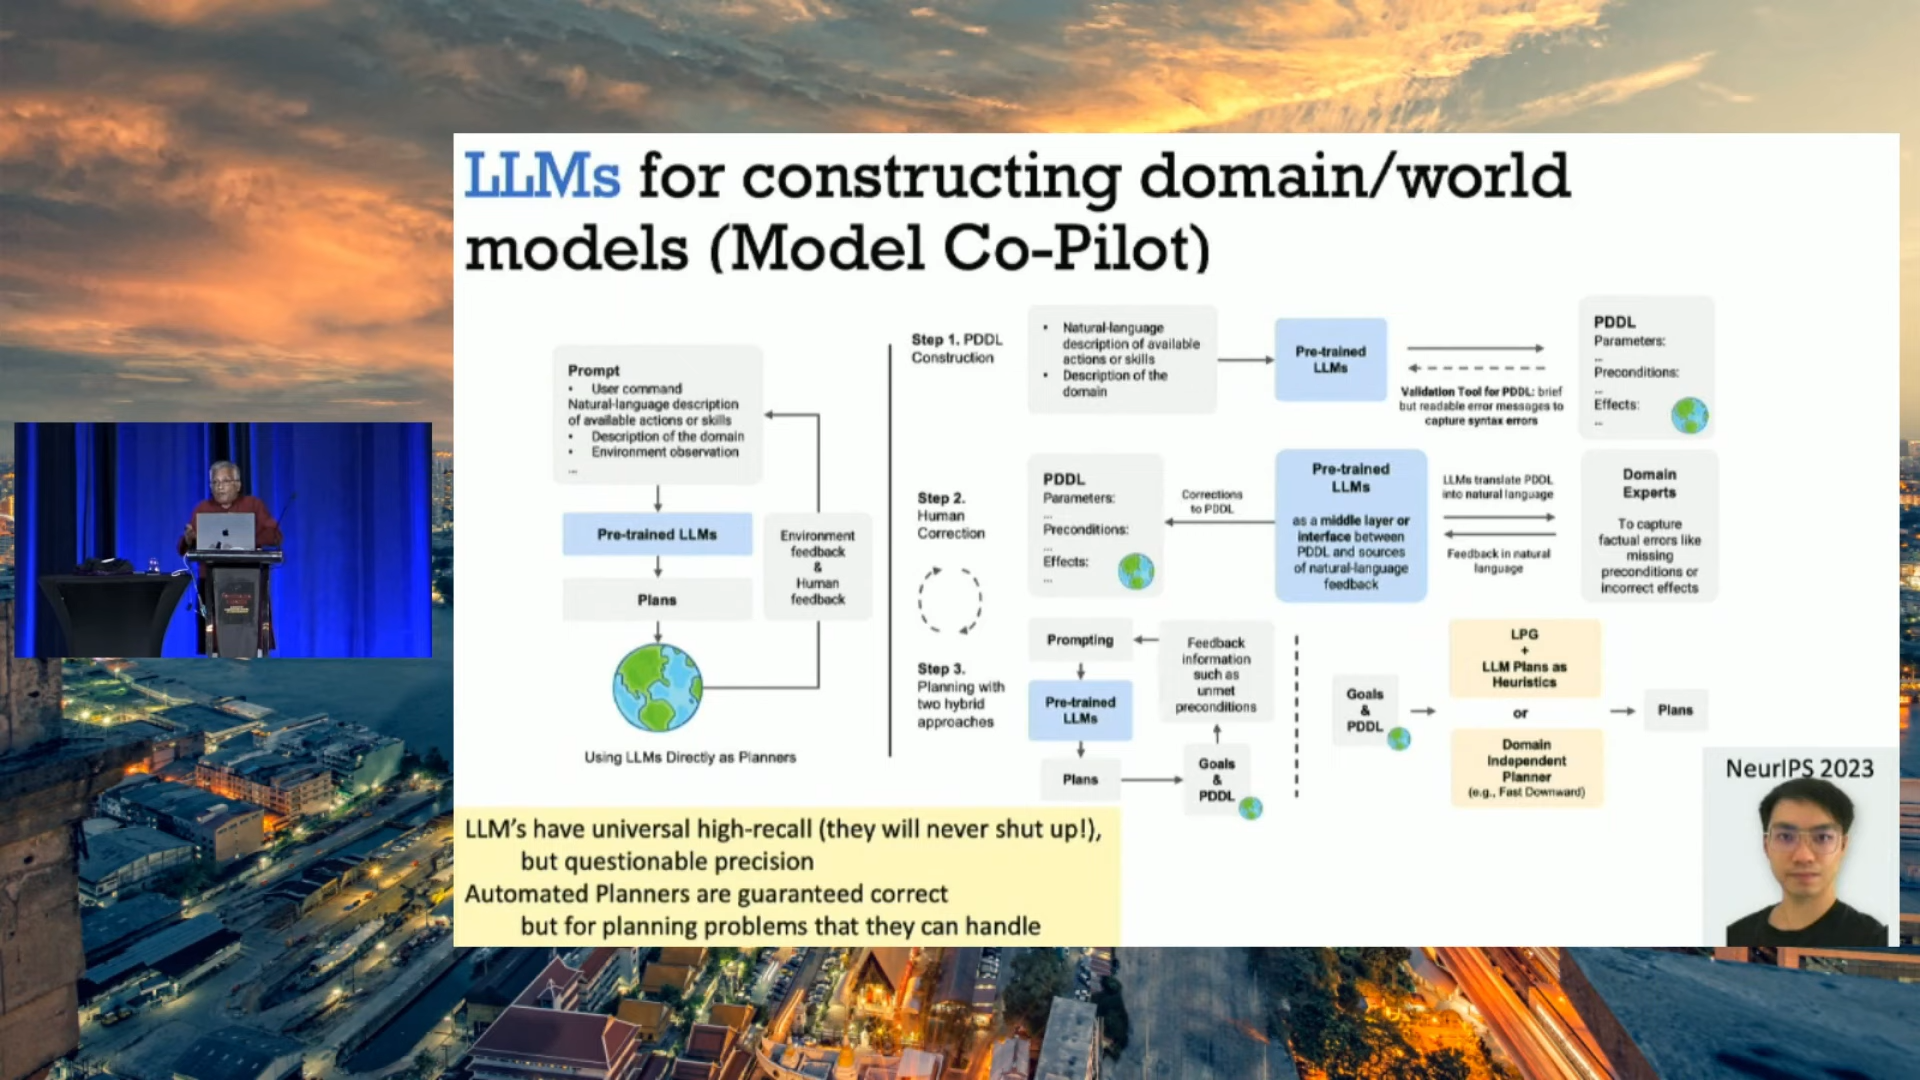 LLMs for constructing domain/world
models (Model Co-Pilot)
Prompt
• User command
Natural-language description
of available actions or skills
• Description of the domain
• Environment observation
...
Pre-trained LLMs
Plans
Environment
feedback
&
Human
feedback
Using LLMs Directly as Planners
Step 1. PDDL
Construction
• Natural-language
description of available
actions or skills
• Description of the
domain
Pre-trained
LLMs
Validation Tool for PDDL: brief
but readable error messages to
capture syntax errors
PDDL
Parameters:
...
Preconditions:
...
Effects:
...
Step 2.
Human
Correction
PDDL
Parameters:
...
Preconditions:
...
Effects:
...
Corrections
to PDDL
Pre-trained
LLMs
as a middle layer or
interface between
PDDL and sources
of natural-language
feedback
LLMs translate PDDL
into natural language
Feedback in natural
language
Domain
Experts
To capture
factual errors like
missing
preconditions or
incorrect effects
Step 3.
Planning with
two hybrid
approaches
Prompting
Pre-trained
LLMs
Plans
Feedback
information
such as
unmet
preconditions
Goals
&
PDDL
Goals
&
PDDL
LPG
+
LLM Plans as
Heuristics
or
Domain
Independent
Planner
(e.g., Fast Downward)
Plans
NeurIPS 2023
LLM's have universal high-recall (they will never shut up!),
but questionable precision
Automated Planners are guaranteed correct
but for planning problems that they can handle